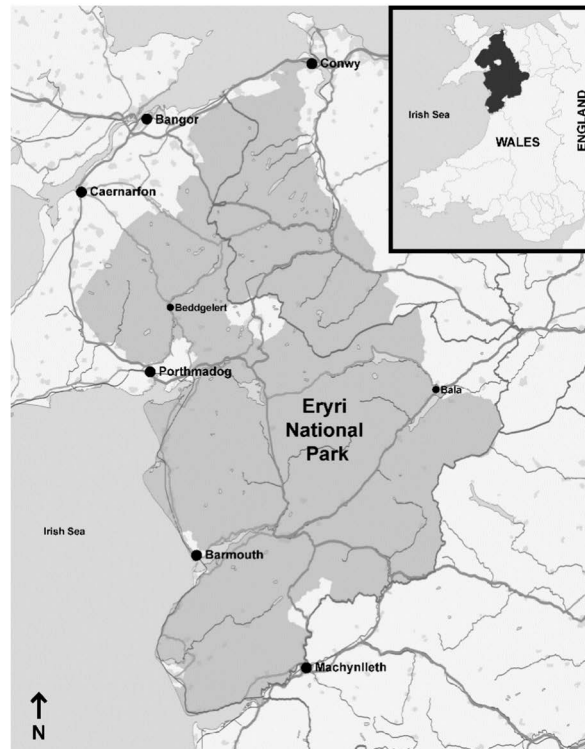 Conwy
Bangor
Caernarfon
Beddgelert
Porthmadog
Bala
Eryri
National
Park
Irish Sea
Barmouth
Machynlleth
N
Irish Sea
WALES
ENGLAND